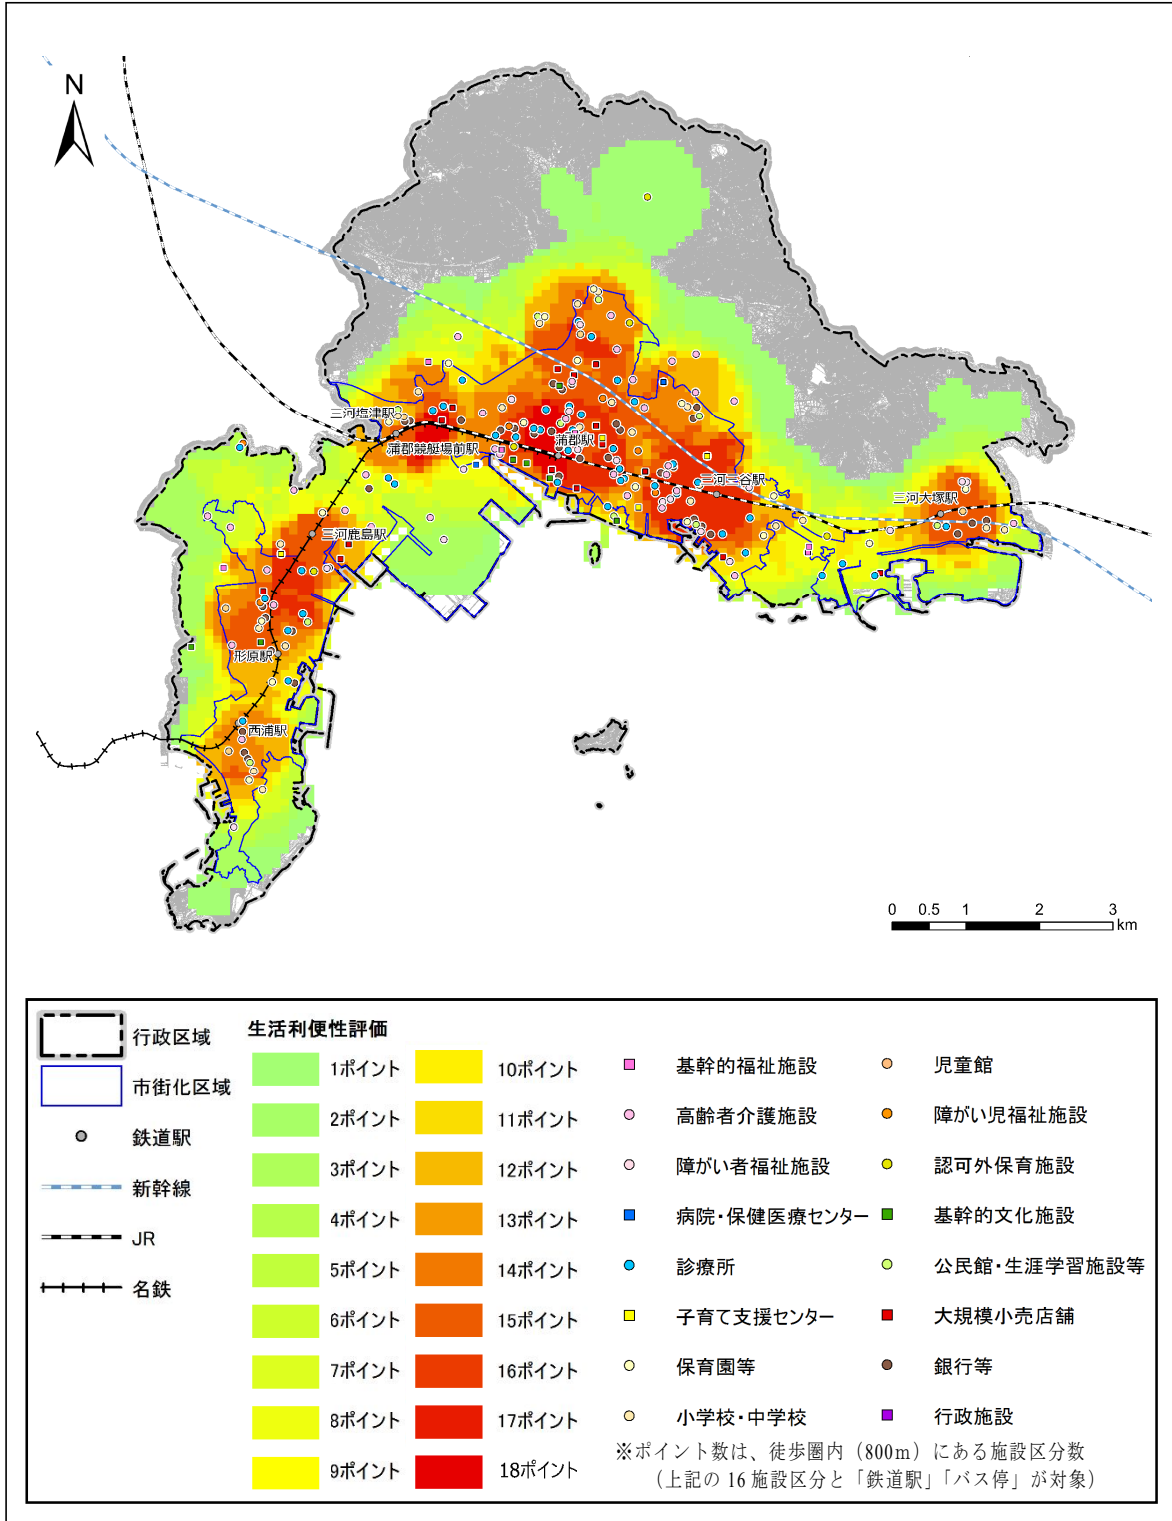 N
三河塩津駅
蒲郡競艇場前駅
蒲郡駅
三河三谷駅
三河大塚駅
三河鹿島駅
形原駅
西浦駅
0 0.5 1 2 3
km
行政区域
市街化区域
鉄道駅
新幹線
JR
名鉄
生活利便性評価
1ポイント
2ポイント
3ポイント
4ポイント
5ポイント
6ポイント
7ポイント
8ポイント
9ポイント
10ポイント
11ポイント
12ポイント
13ポイント
14ポイント
15ポイント
16ポイント
17ポイント
18ポイント
基幹的福祉施設
高齢者介護施設
障がい者福祉施設
病院・保健医療センター
診療所
子育て支援センター
保育園等
小学校・中学校
児童館
障がい児福祉施設
認可外保育施設
基幹的文化施設
公民館・生涯学習施設等
大規模小売店舗
銀行等
行政施設
※ポイント数は、徒歩圏内（800m）にある施設区分数
（上記の 16 施設区分と「鉄道駅」「バス停」が対象）